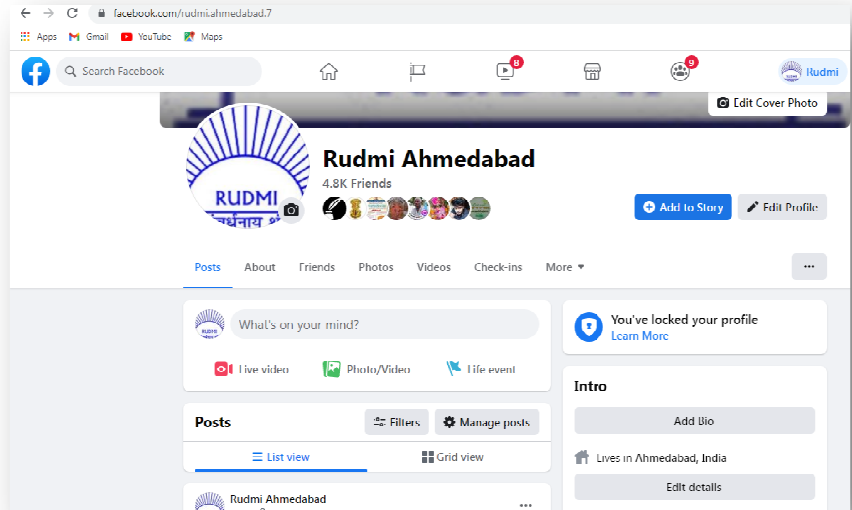 facebook.com/rudmi.ahmedabad.7
Apps Gmail YouTube Maps
Search Facebook
8
9
Rudmi
Edit Cover Photo
RUDMI
Rudmi Ahmedabad
4.8K Friends
Add to Story
Edit Profile
Posts About Friends Photos Videos Check-ins More
What's on your mind?
Live video Photo/Video Life event
You've locked your profile
Learn More
Intro
Add Bio
Lives in Ahmedabad, India
Edit details
Posts
Filters
Manage posts
List view
Grid view
Rudmi Ahmedabad